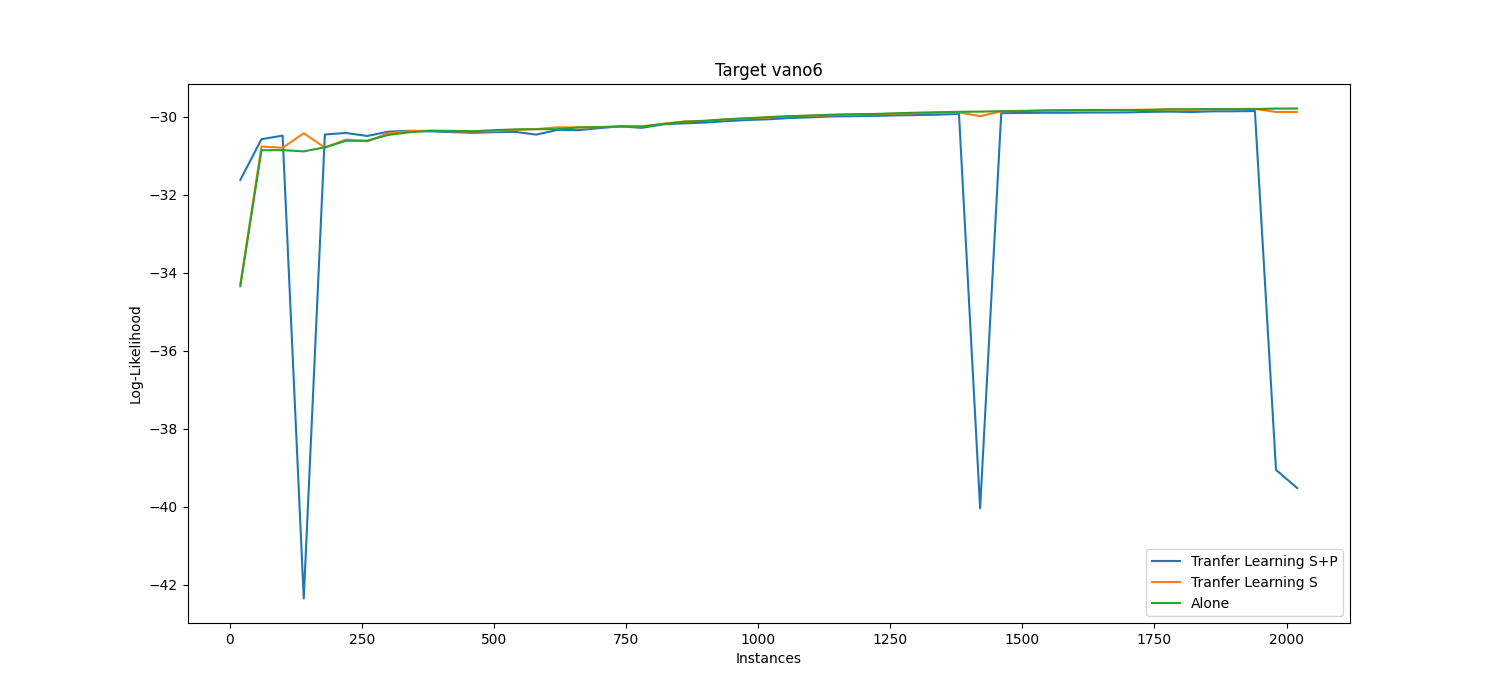 Target vano6
Log-Likelihood
−30
−32
−34
−36
−38
−40
−42
0
250
500
750
1000
1250
1500
1750
2000
Instances
Tranfer Learning S+P
Tranfer Learning S
Alone